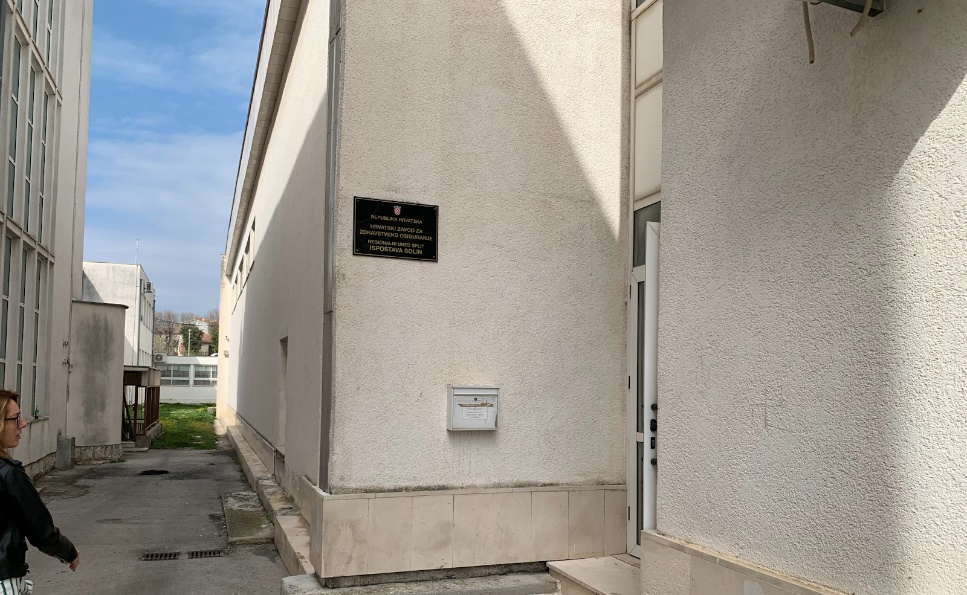 REPUBLIKA HRVATSKA
HRVATSKI ZAVOD ZA
ZDRAVSTVENO OSIGURANJE
REGIONALNI URED SPLIT
ISPOSTAVA SOLIN